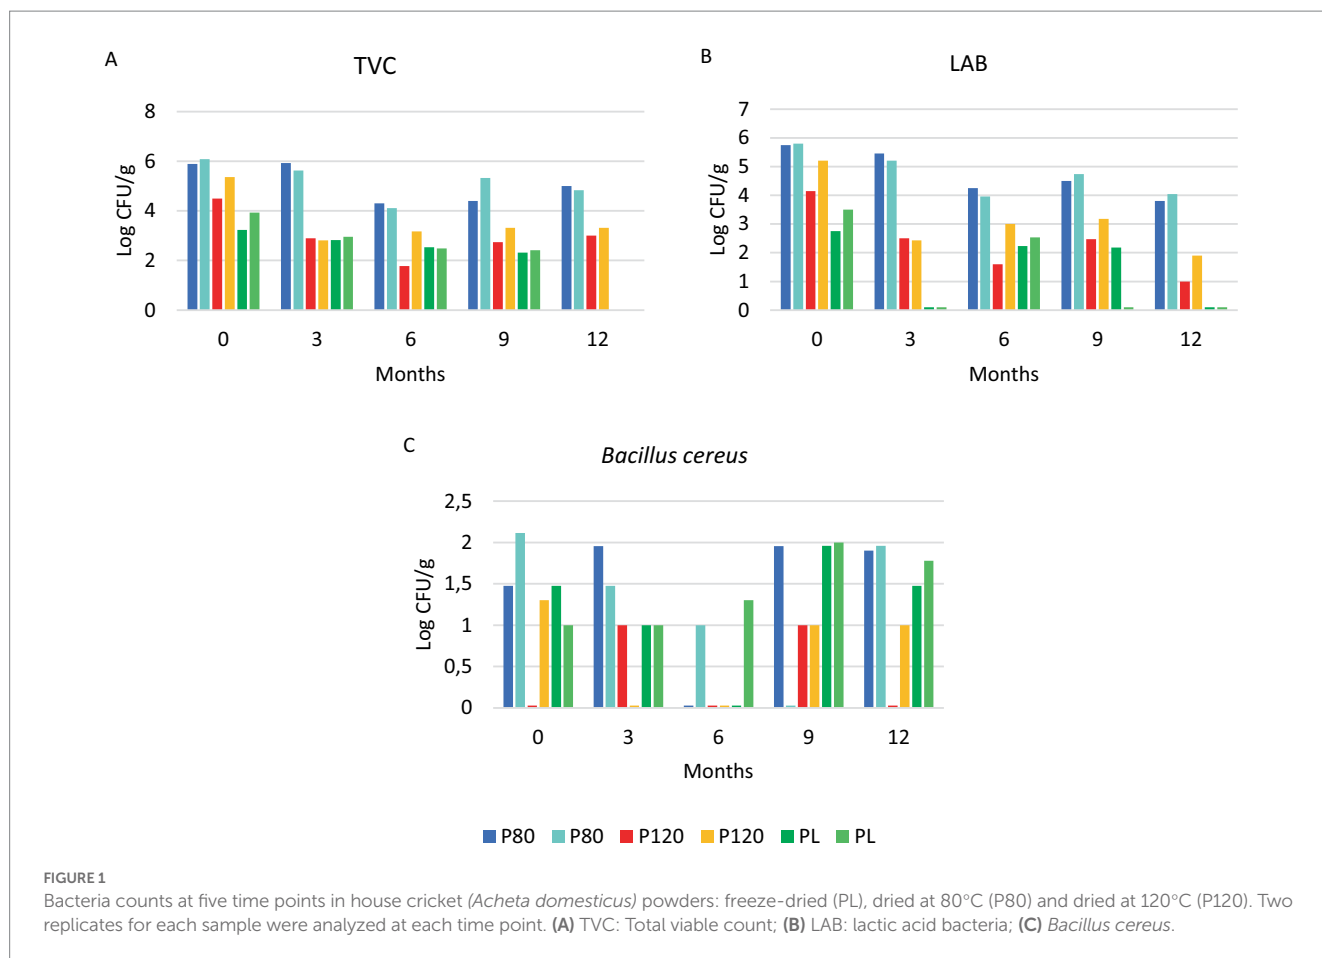 A
TVC
Log CFU/g
8
6
4
2
0
0 3 6 9 12
Months
B
LAB
Log CFU/g
7
6
5
4
3
2
1
0
0 3 6 9 12
Months
C
Bacillus cereus
Log CFU/g
2,5
2
1,5
1
0,5
0
0 3 6 9 12
Months
P80 P80 P120 P120 PL PL
FIGURE 1
Bacteria counts at five time points in house cricket (Acheta domesticus) powders: freeze-dried (PL), dried at 80°C (P80) and dried at 120°C (P120). Two
replicates for each sample were analyzed at each time point. (A) TVC: Total viable count; (B) LAB: lactic acid bacteria; (C) Bacillus cereus.